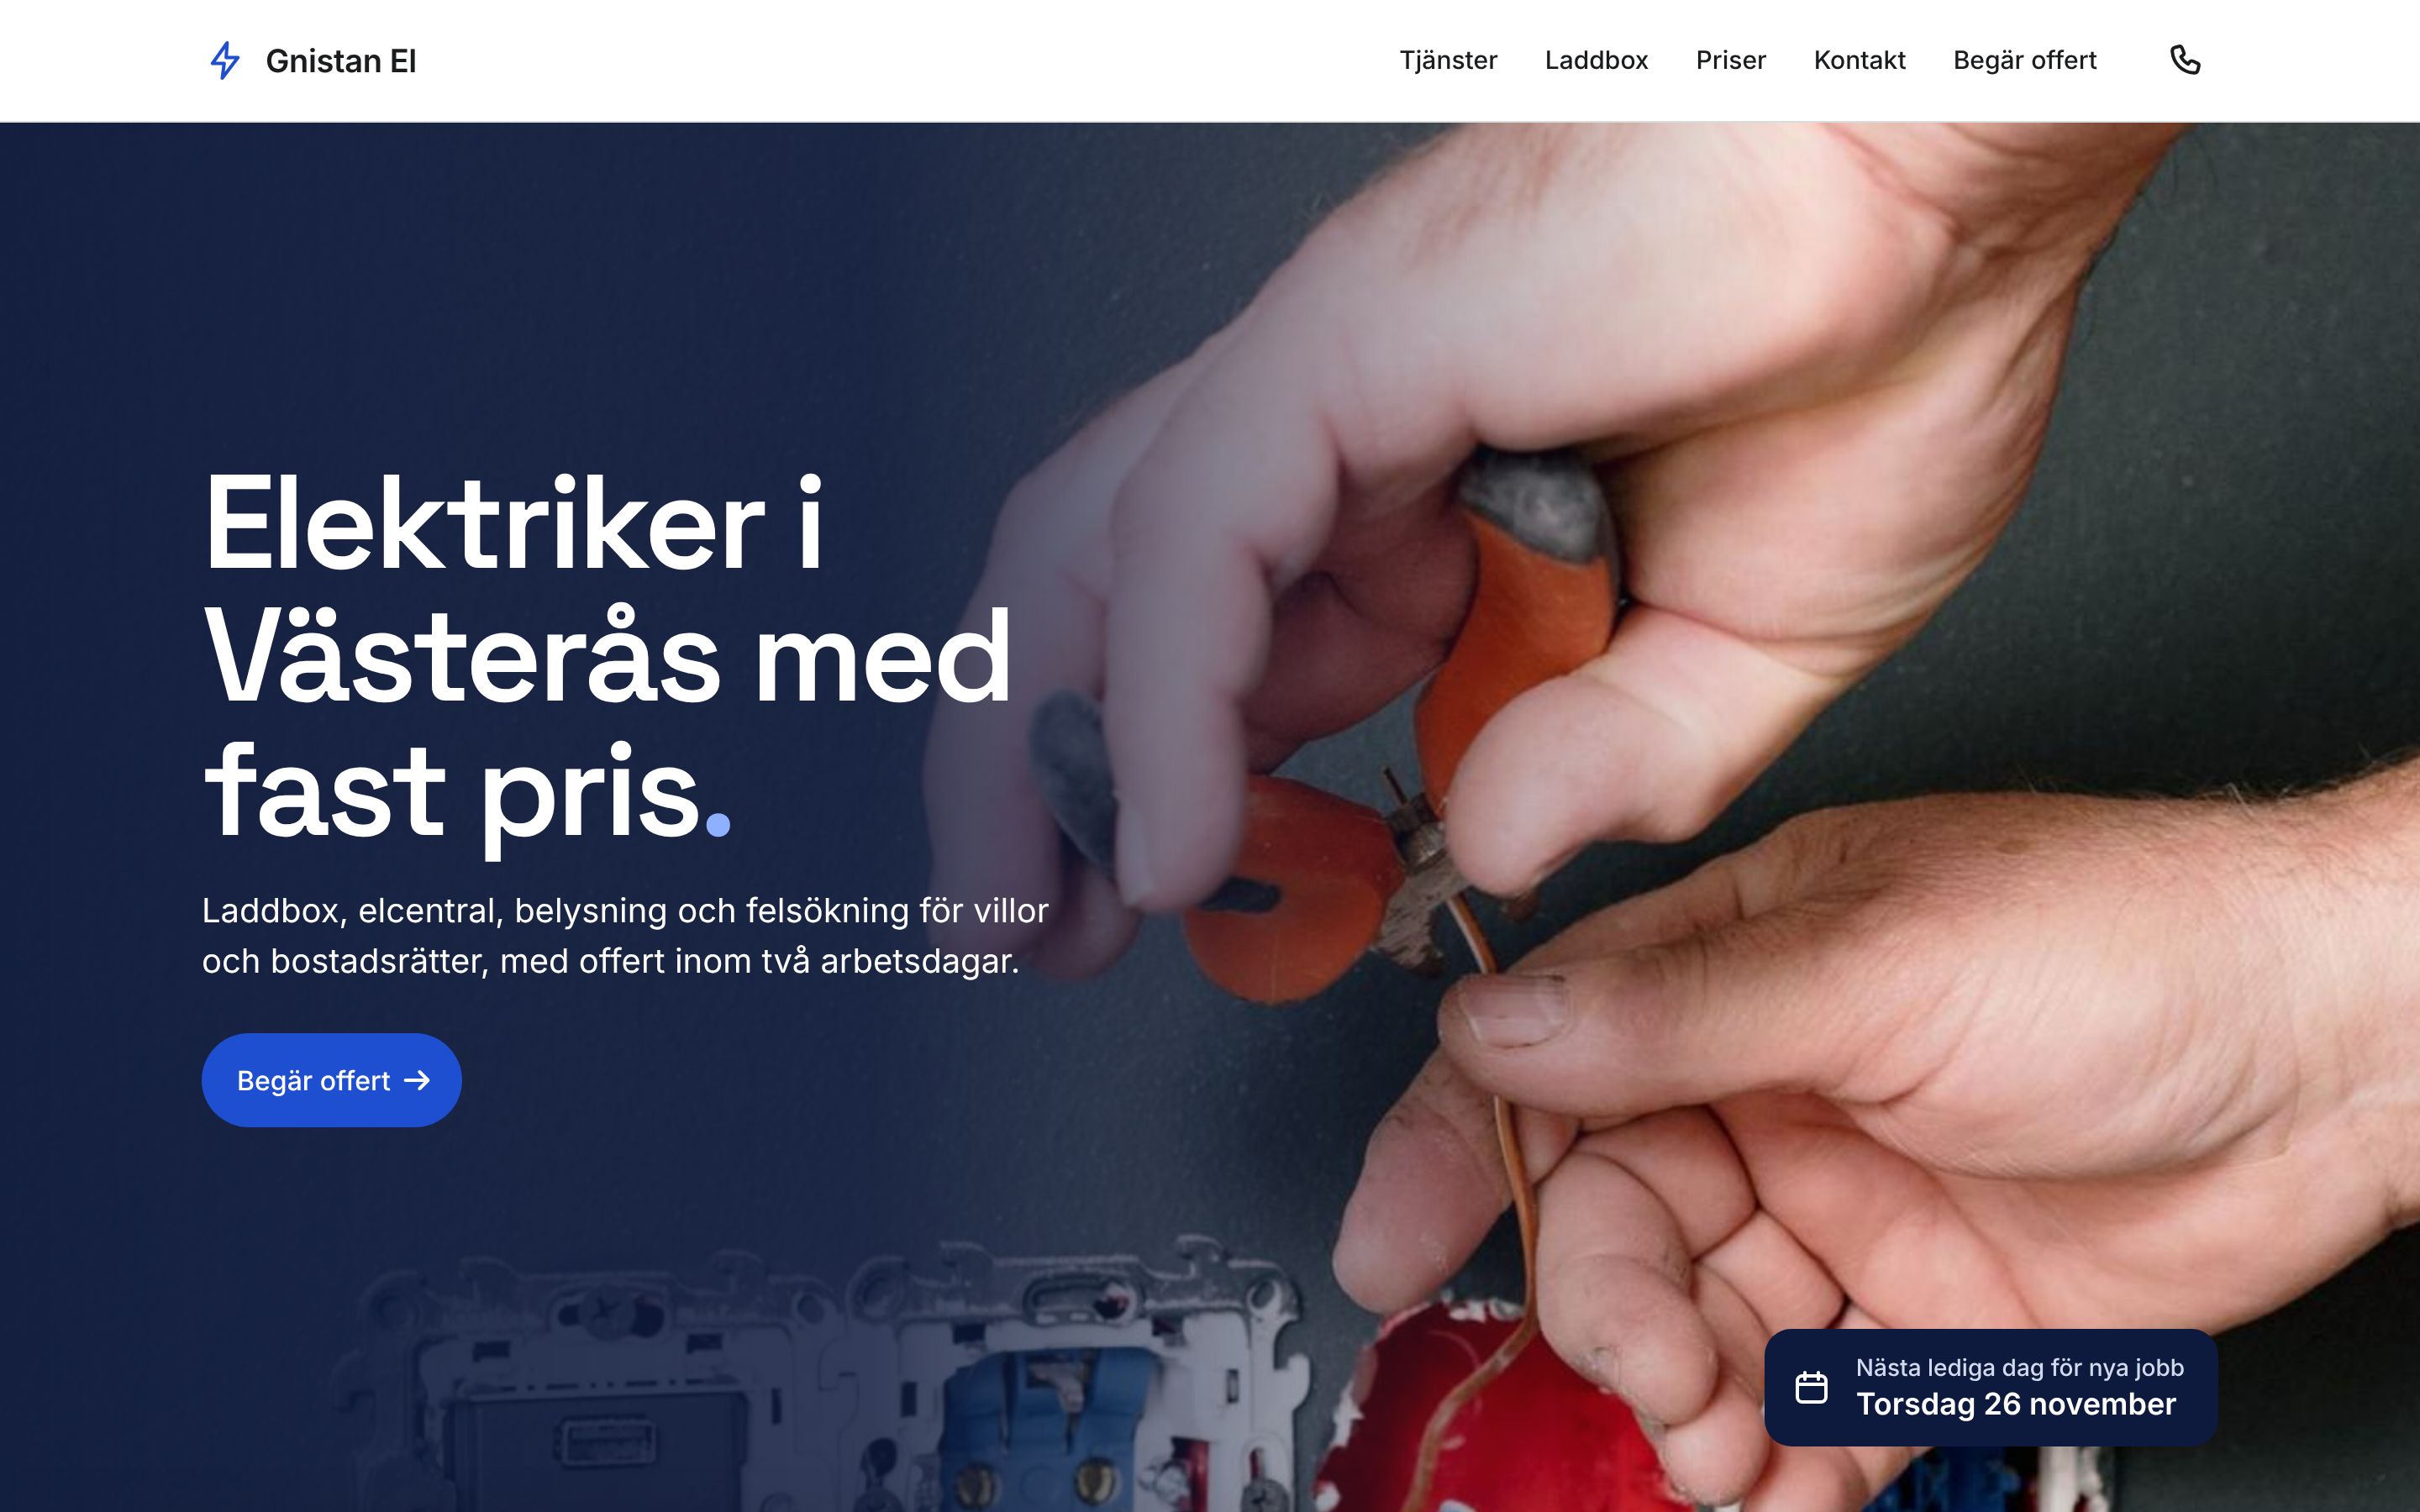 Gnistan El
Tjänster
Laddbox
Priser
Kontakt
Begär offert
Elektriker i
Västerås med
fast pris.
Laddbox, elcentral, belysning och felsökning för villor
och bostadsrätter, med offert inom två arbetsdagar.
Begär offert
Nästa lediga dag för nya jobb
Torsdag 26 november